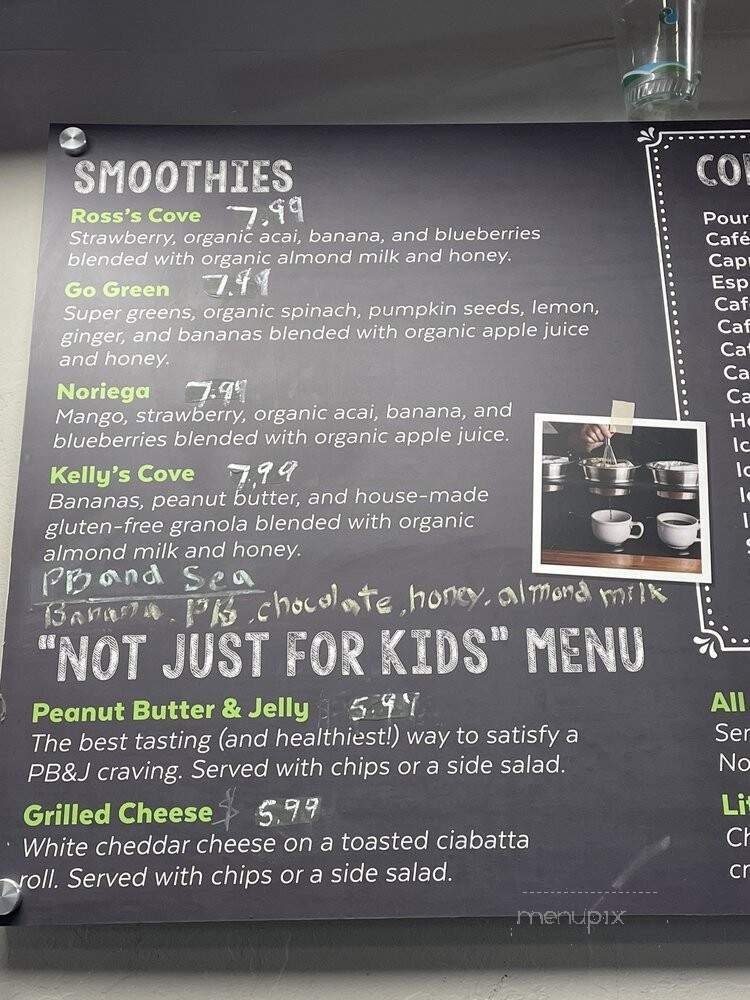 SMOOTHIES
Ross's Cove 7.99
Strawberry, organic acai, banana, and blueberries
blended with organic almond milk and honey.
Go Green 7.99
Super greens, organic spinach, pumpkin seeds, lemon,
ginger, and bananas blended with organic apple juice
and honey.
Noriega 7.99
Mango, strawberry, organic acai, banana, and
blueberries blended with organic apple juice.
Kelly's Cove 7.99
Bananas, peanut butter, and house-made
gluten-free granola blended with organic
almond milk and honey.
PB and Sea
Banana. PB. chocolate, honey. almond milk
"NOT JUST FOR KIDS" MENU
Peanut Butter & Jelly 5.99
The best tasting (and healthiest!) way to satisfy a
PB&J craving. Served with chips or a side salad.
Grilled Cheese $ 5.99
White cheddar cheese on a toasted ciabatta
roll. Served with chips or a side salad.
Pour
Café
All
menupix